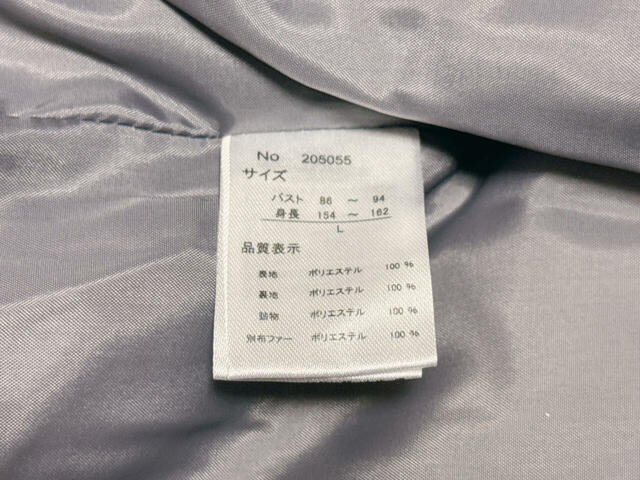 No 205055
サイズ
バスト 86 ～ 94
身長 154 ～ 162
L
品質表示
表地 ポリエステル 100 %
裏地 ポリエステル 100 %
詰物 ポリエステル 100 %
別布ファー ポリエステル 100 %